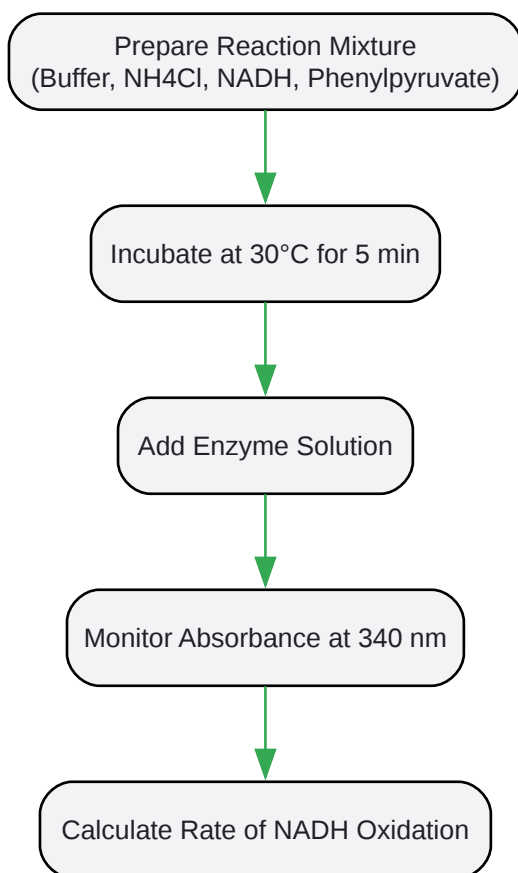 Prepare Reaction Mixture
(Buffer, NH4Cl, NADH, Phenylpyruvate)
Incubate at 30°C for 5 min
Add Enzyme Solution
Monitor Absorbance at 340 nm
Calculate Rate of NADH Oxidation